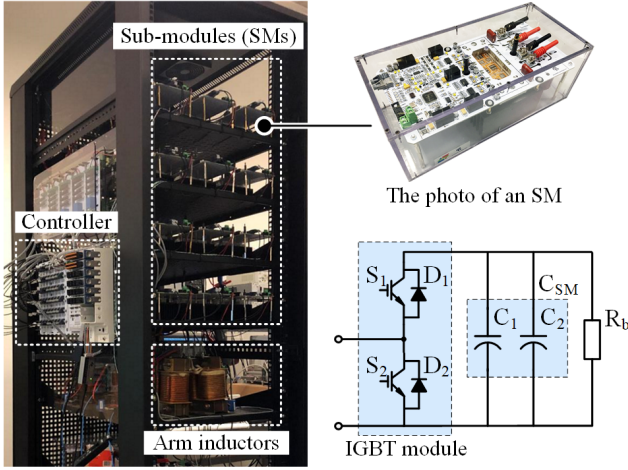 Sub-modules (SMs)
The photo of an SM
Controller
Arm inductors
S1
D1
S2
D2
CSM
C1
C2
Rb
IGBT module